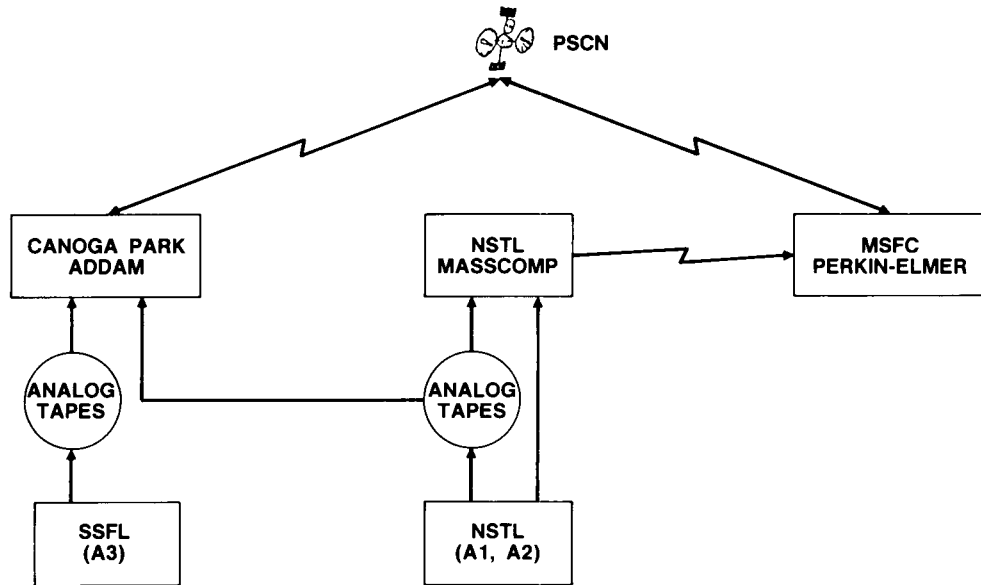 PSCN
CANOGA PARK
ADDAM
NSTL
MASSCOMP
MSFC
PERKIN-ELMER
ANALOG
TAPES
ANALOG
TAPES
SSFL
(A3)
NSTL
(A1, A2)